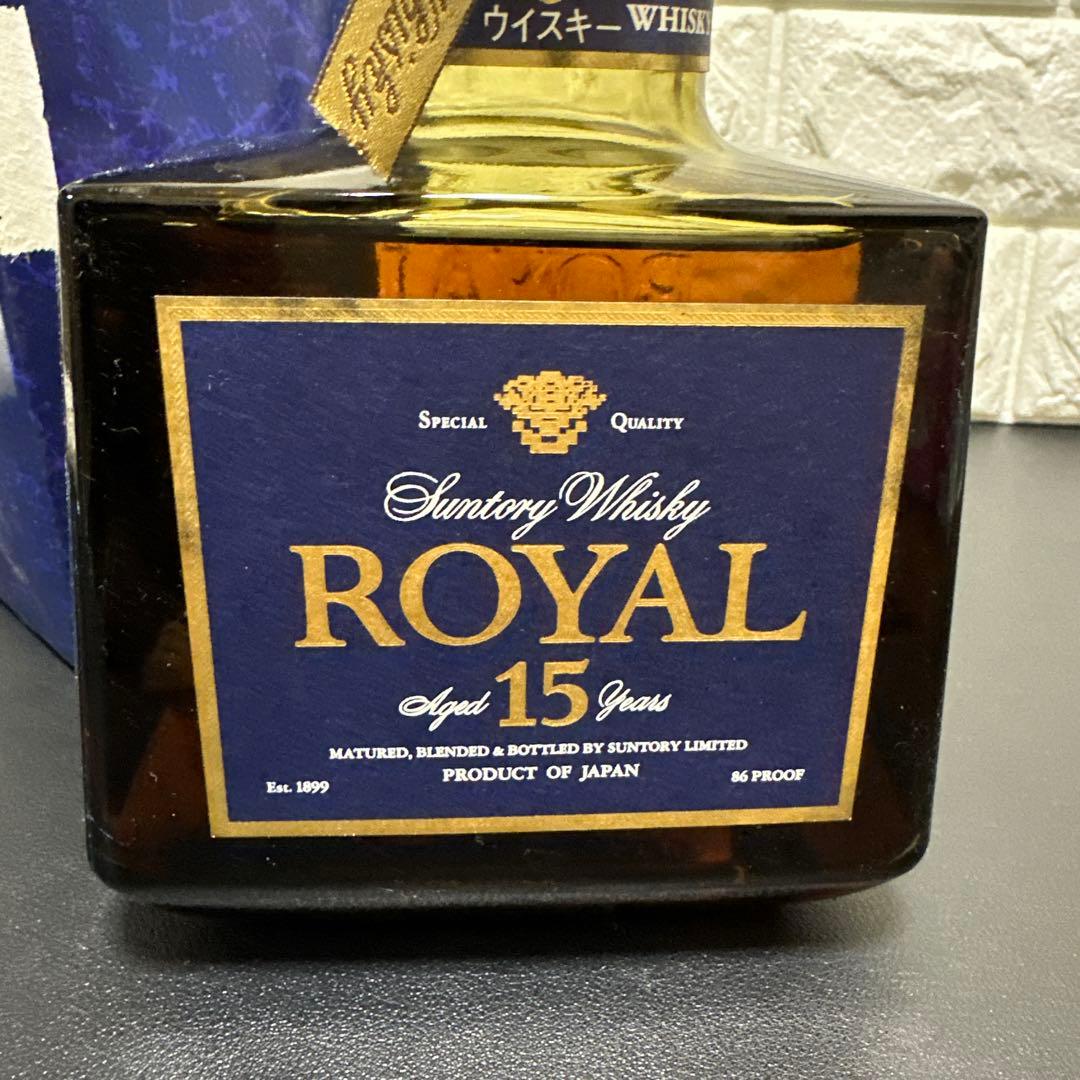 ウイスキー WHISKY
SPECIAL QUALITY
Suntory Whisky
ROYAL
Aged 15 Years
MATURED, BLENDED & BOTTLED BY SUNTORY LIMITED
PRODUCT OF JAPAN
Est. 1899
86 PROOF